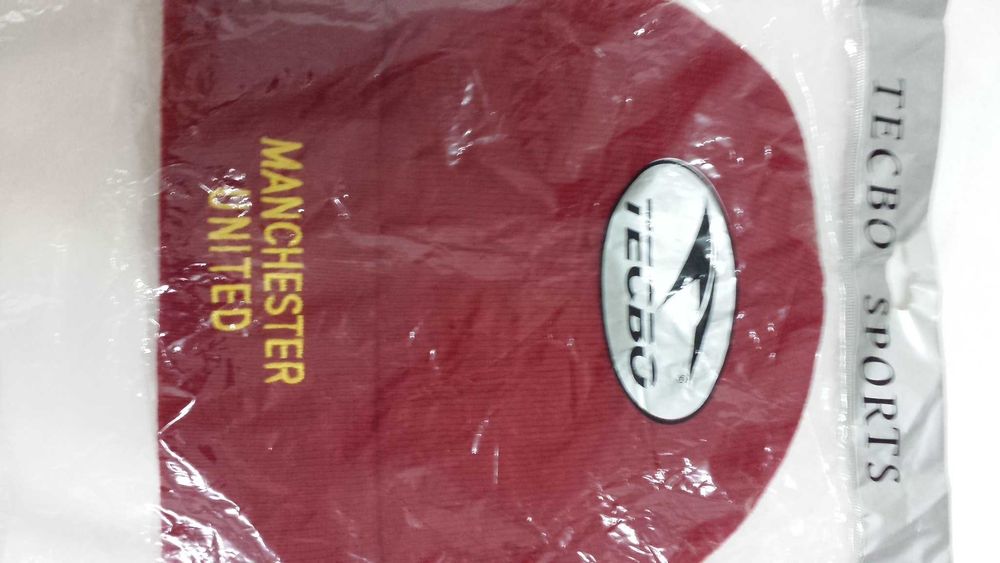 TECBO SPORTS
TECBO
®
MANCHESTER
UNITED